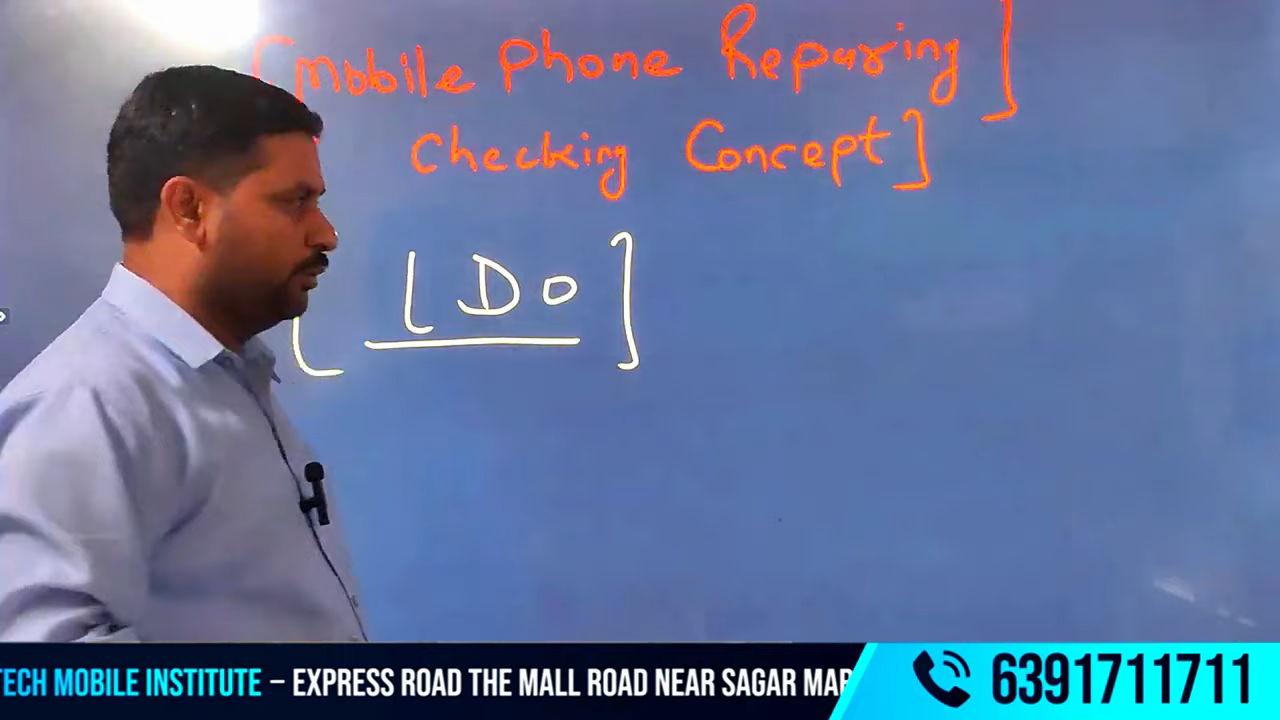 [Mobile Phone Reparing]
Checking Concept]
[ LDO ]
TECH MOBILE INSTITUTE – EXPRESS ROAD THE MALL ROAD NEAR SAGAR MAR
6391711711